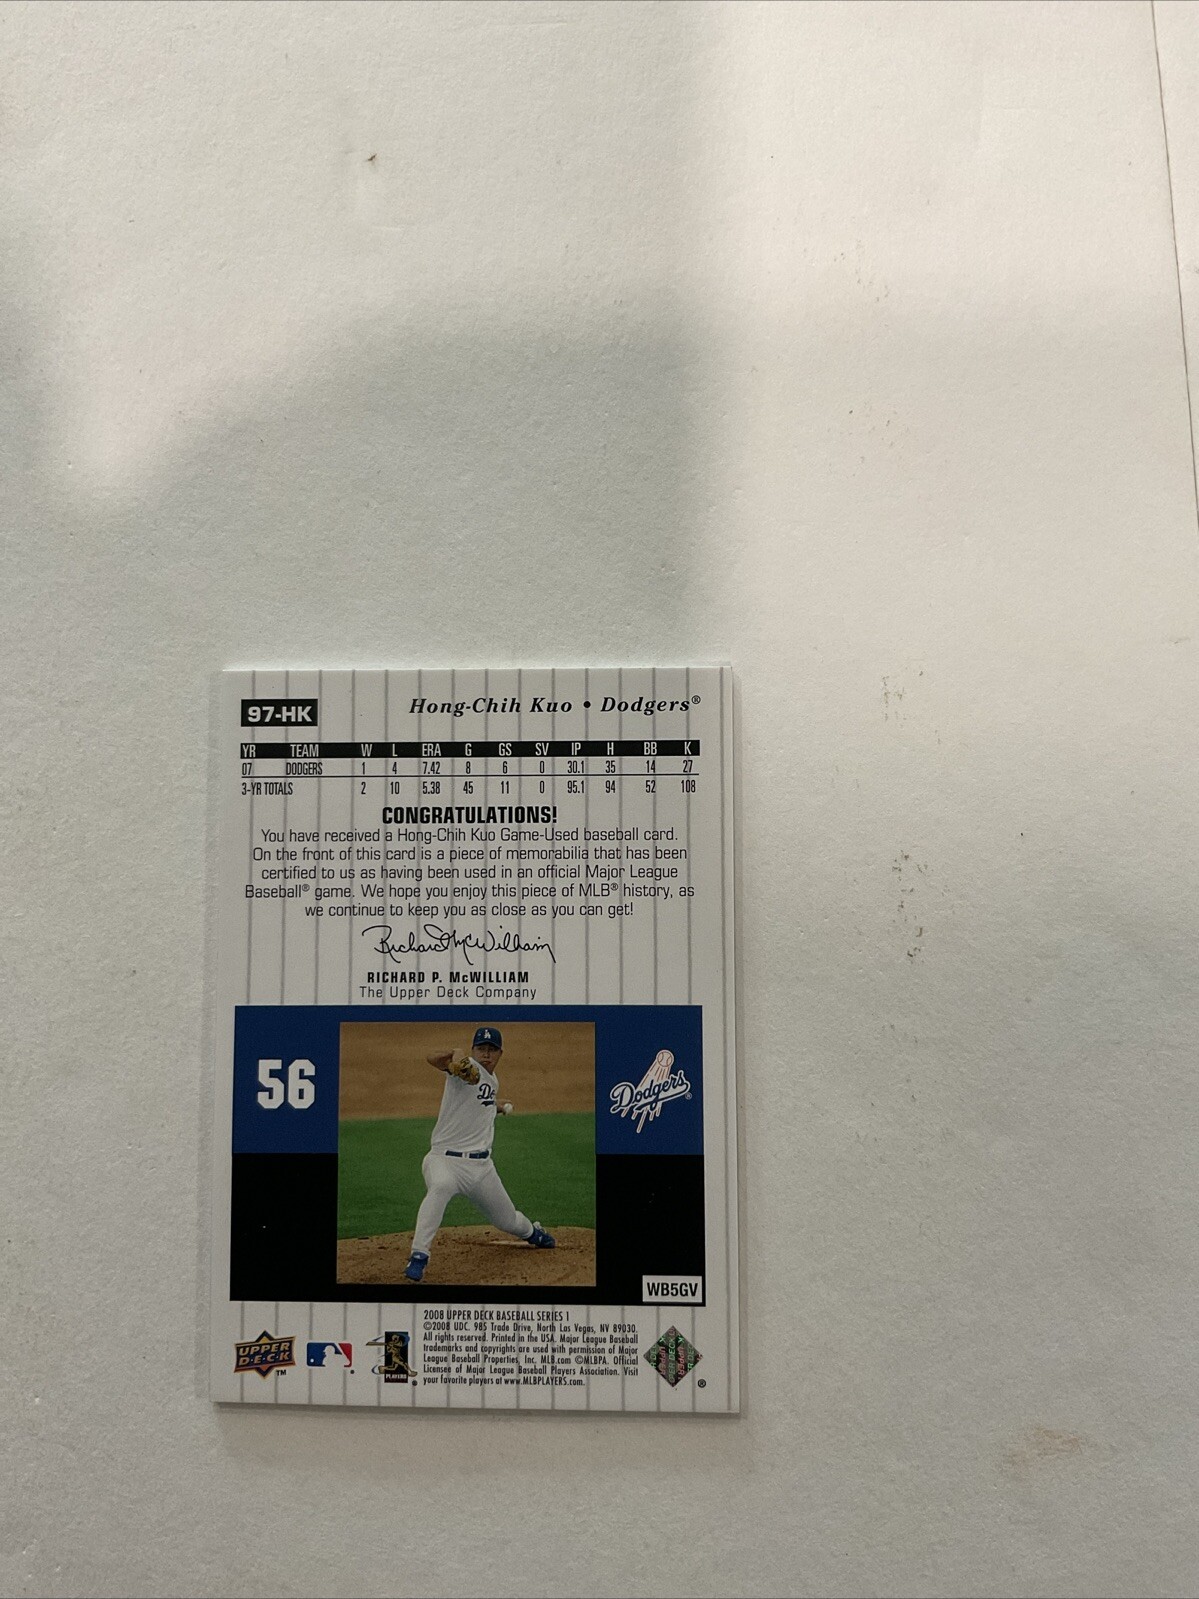 97-HK
Hong-Chih Kuo • Dodgers®
YR TEAM W L ERA G GS SV IP H BB K
07 DODGERS 1 4 7.42 8 6 0 30.1 35 14 27
3-YR TOTALS 2 10 5.38 45 11 0 95.1 94 52 108
CONGRATULATIONS!
You have received a Hong-Chih Kuo Game-Used baseball card.
On the front of this card is a piece of memorabilia that has been
certified to us as having been used in an official Major League
Baseball® game. We hope you enjoy this piece of MLB® history, as
we continue to keep you as close as you can get!
Richard McWilliam
RICHARD P. McWILLIAM
The Upper Deck Company
LA
56
Dodgers®
WB5GV
2008 UPPER DECK BASEBALL SERIES 1
©2008 UDC. 985 Trade Drive, North Las Vegas, NV 89030.
All rights reserved. Printed in the USA. Major League Baseball
trademarks and copyrights are used with permission of Major
League Baseball Properties, Inc. MLB.com ©MLBPA. Official
Licensee of Major League Baseball Players Association. Visit
your favorite players at www.MLBPLAYERS.com.
UPPER
DECK
TM
PLAYERS
®